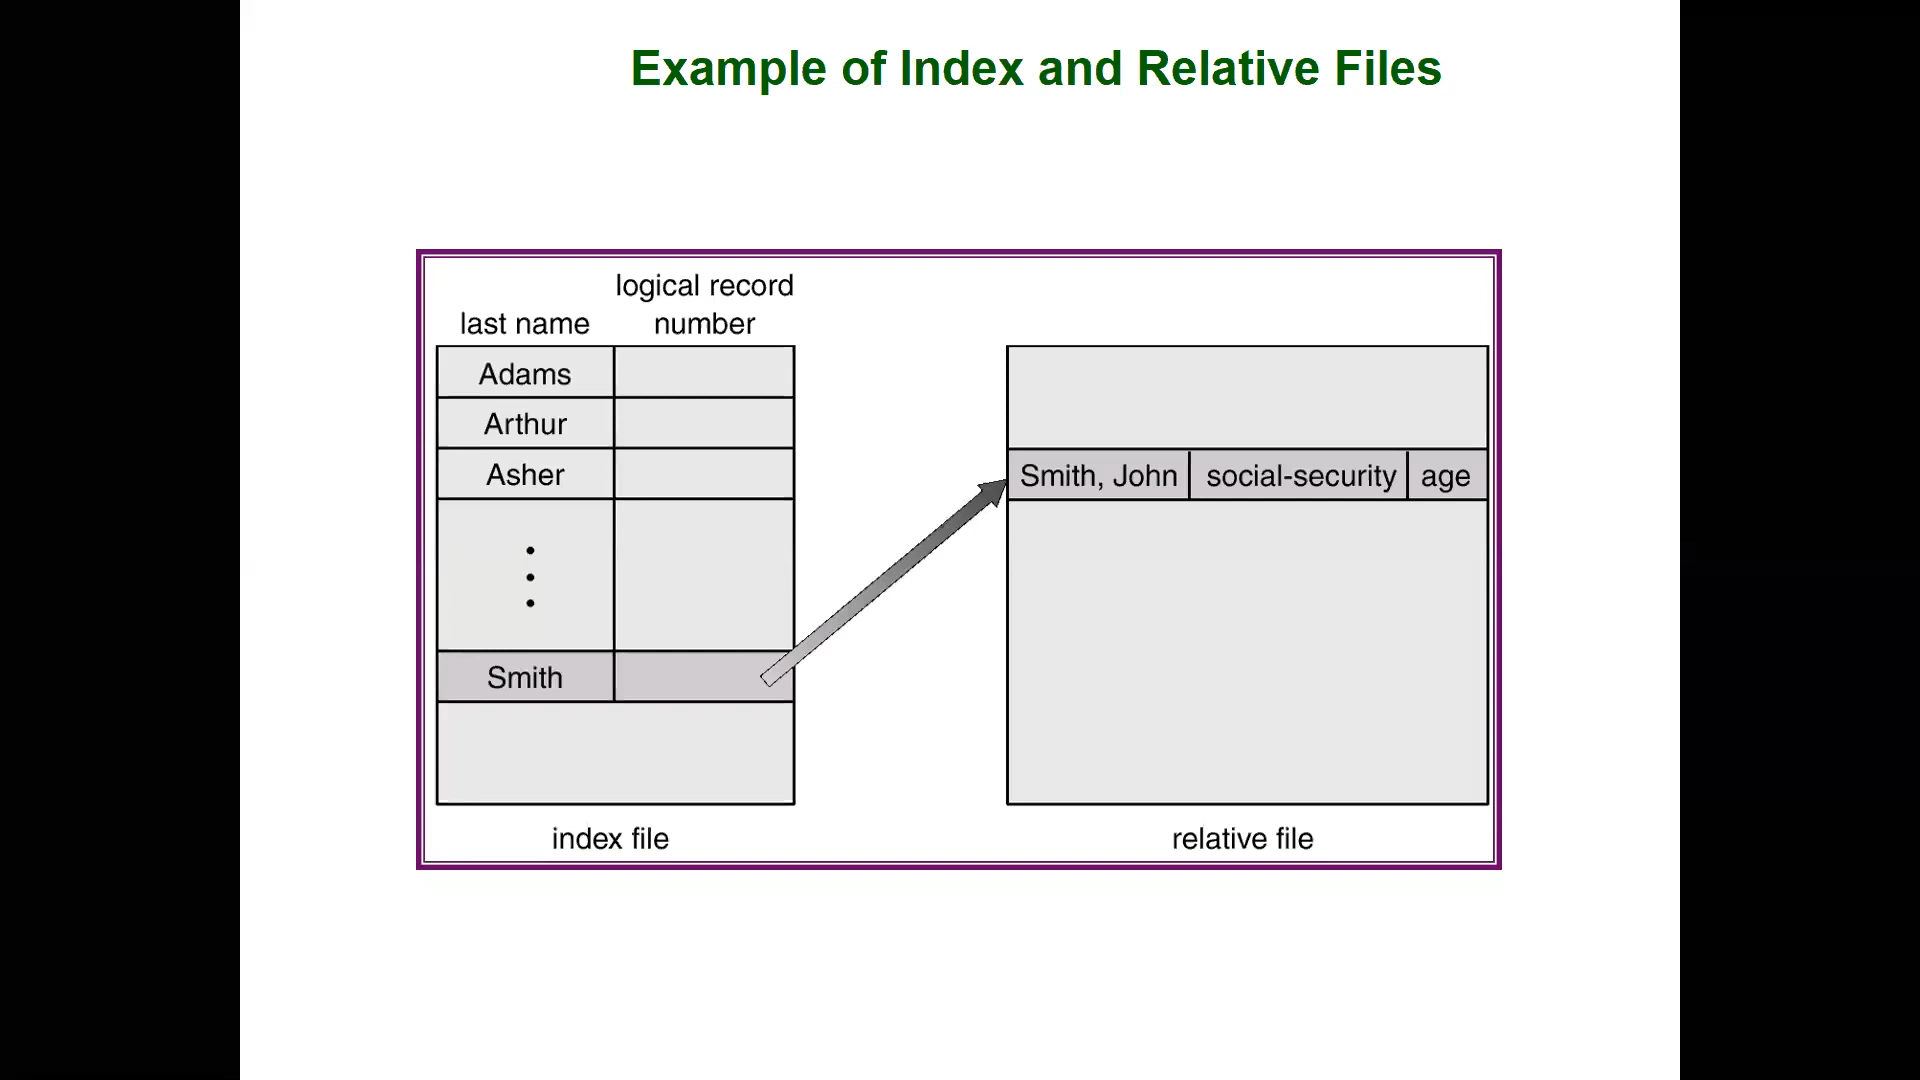 Example of Index and Relative Files
logical record
last name number
Adams
Arthur
Asher
Smith, John social-security age
Smith
index file relative file